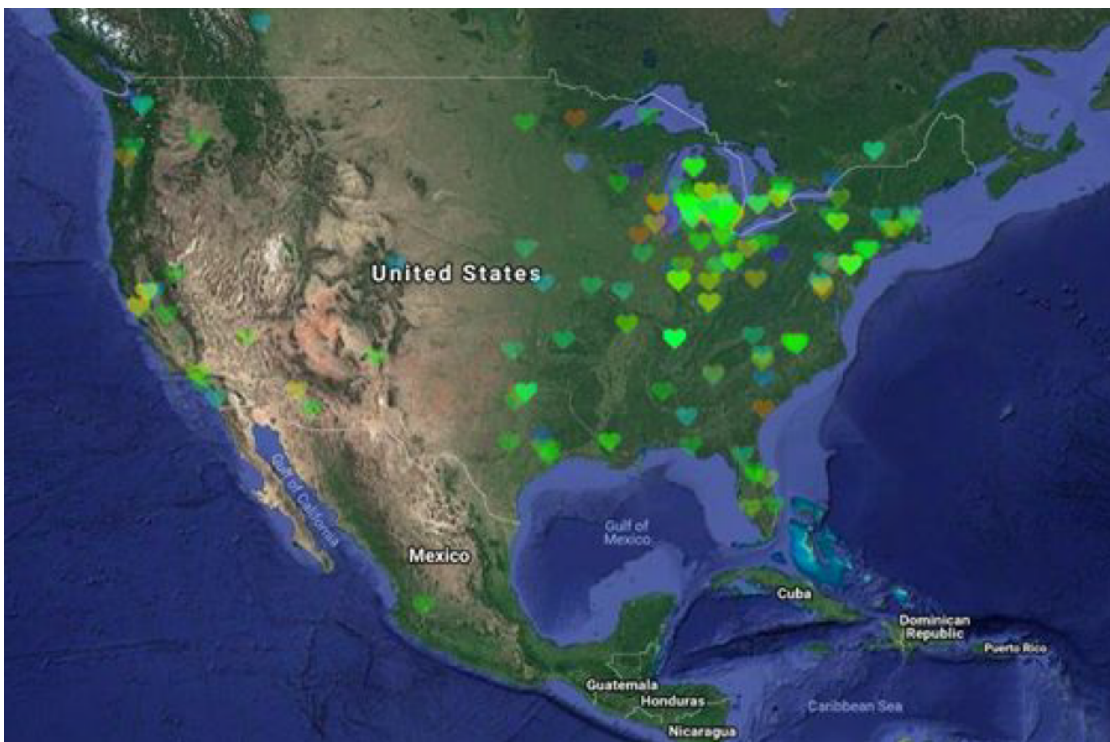 United States
Gulf of California
Gulf of
Mexico
Mexico
Cuba
Dominican
Republic
Puerto Rico
Guatemala
Honduras
Caribbean Sea
Nicaragua